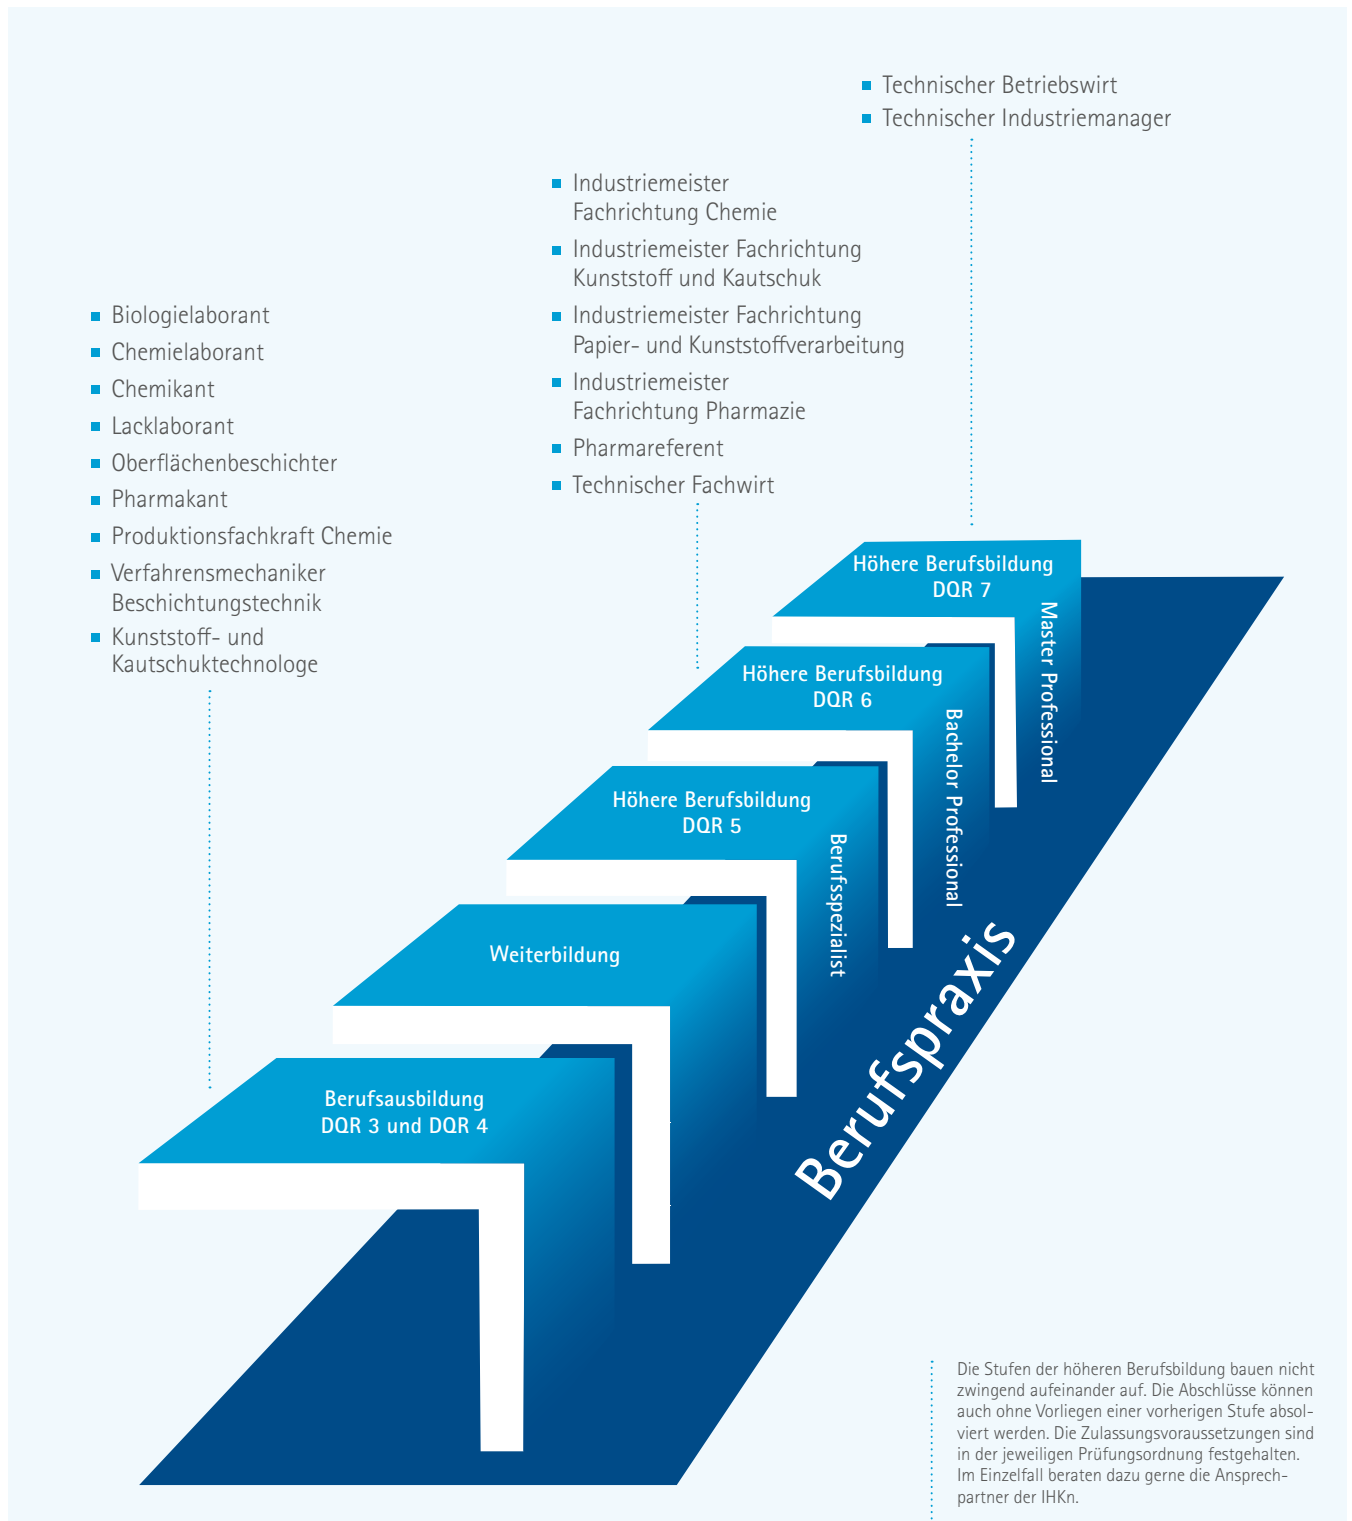 Technischer Betriebswirt
Technischer Industriemanager
Industriemeister
Fachrichtung Chemie
Industriemeister Fachrichtung
Kunststoff und Kautschuk
Industriemeister Fachrichtung
Papier- und Kunststoffverarbeitung
Industriemeister
Fachrichtung Pharmazie
Pharmareferent
Technischer Fachwirt
Biologielaborant
Chemielaborant
Chemikant
Lacklaborant
Oberflächenbeschichter
Pharmakant
Produktionsfachkraft Chemie
Verfahrensmechaniker
Beschichtungstechnik
Kunststoff- und
Kautschuktechnologe
Höhere Berufsbildung
DQR 7
Master Professional
Höhere Berufsbildung
DQR 6
Bachelor Professional
Höhere Berufsbildung
DQR 5
Berufsspezialist
Weiterbildung
Berufsausbildung
DQR 3 und DQR 4
Berufspraxis
Die Stufen der höheren Berufsbildung bauen nicht
zwingend aufeinander auf. Die Abschlüsse können
auch ohne Vorliegen einer vorherigen Stufe absol-
viert werden. Die Zulassungsvoraussetzungen sind
in der jeweiligen Prüfungsordnung festgehalten.
Im Einzelfall beraten dazu gerne die Ansprech-
partner der IHKn.